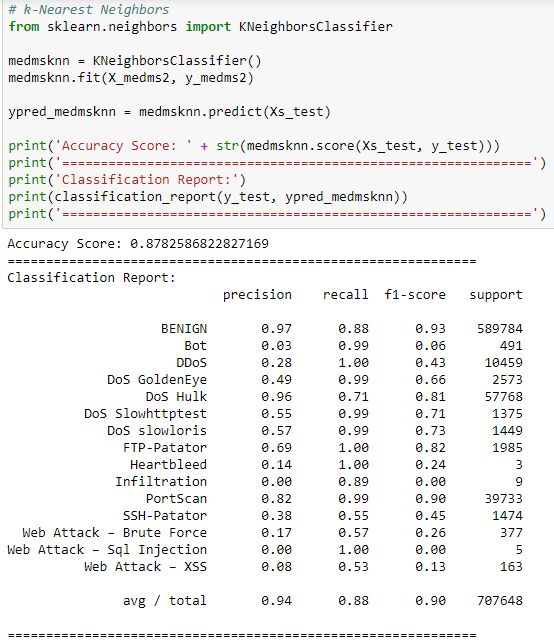 # k-Nearest Neighbors
from sklearn.neighbors import KNeighborsClassifier
medmsknn = KNeighborsClassifier()
medmsknn.fit(X_medms2, y_medms2)
ypred_medmsknn = medmsknn.predict(Xs_test)
print('Accuracy Score: ' + str(medmsknn.score(Xs_test, y_test)))
print('=============================================================')
print('Classification Report:')
print(classification_report(y_test, ypred_medmsknn))
print('=============================================================')
Accuracy Score: 0.8782586822827169
=============================================================
Classification Report:
precision recall f1-score support
BENIGN 0.97 0.88 0.93 589784
Bot 0.03 0.99 0.06 491
DDoS 0.28 1.00 0.43 10459
DoS GoldenEye 0.49 0.99 0.66 2573
DoS Hulk 0.96 0.71 0.81 57768
DoS Slowhttptest 0.55 0.99 0.71 1375
DoS slowloris 0.57 0.99 0.73 1449
FTP-Patator 0.69 1.00 0.82 1985
Heartbleed 0.14 1.00 0.24 3
Infiltration 0.00 0.89 0.00 9
PortScan 0.82 0.99 0.90 39733
SSH-Patator 0.38 0.55 0.45 1474
Web Attack – Brute Force 0.17 0.57 0.26 377
Web Attack – Sql Injection 0.00 1.00 0.00 5
Web Attack – XSS 0.08 0.53 0.13 163
avg / total 0.94 0.88 0.90 707648
=============================================================